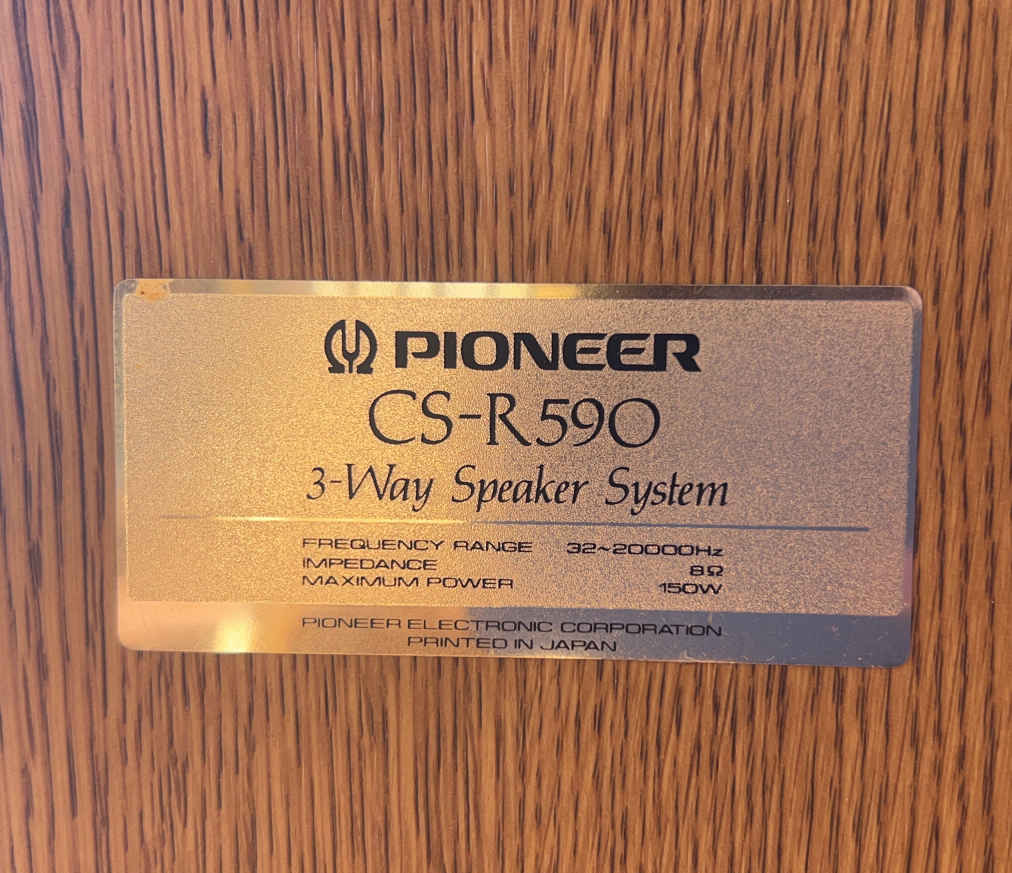 PIONEER
CS-R590
3-Way Speaker System
FREQUENCY RANGE 32~20000Hz
IMPEDANCE 8Ω
MAXIMUM POWER 150W
PIONEER ELECTRONIC CORPORATION
PRINTED IN JAPAN